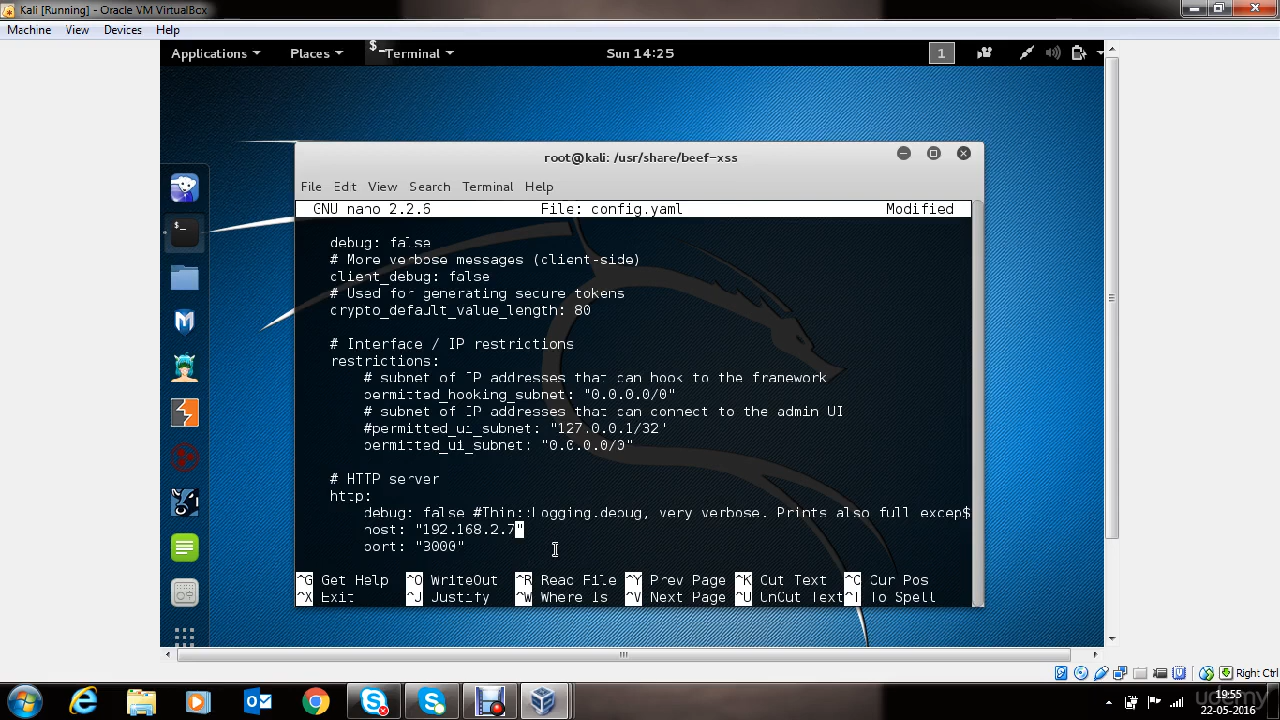 Kali [Running] - Oracle VM VirtualBox
Machine View Devices Help
Applications Places Terminal Sun 14:25 1
root@kali: /usr/share/beef-xss
File Edit View Search Terminal Help
GNU nano 2.2.6 File: config.yaml Modified
debug: false
# More verbose messages (client-side)
client_debug: false
# Used for generating secure tokens
crypto_default_value_length: 80
# Interface / IP restrictions
restrictions:
# subnet of IP addresses that can hook to the framework
permitted_hooking_subnet: "0.0.0.0/0"
# subnet of IP addresses that can connect to the admin UI
#permitted_ui_subnet: "127.0.0.1/32"
permitted_ui_subnet: "0.0.0.0/0"
# HTTP server
http:
debug: false #Thin::Logging.debug, very verbose. Prints also full excep$
host: "192.168.2.7"
port: "3000"
^G Get Help ^O WriteOut ^R Read File ^Y Prev Page ^K Cut Text ^C Cur Pos
^X Exit ^J Justify ^W Where Is ^V Next Page ^U UnCut Text ^T To Spell
Right Ctrl
19:55
22-05-2016
udemy